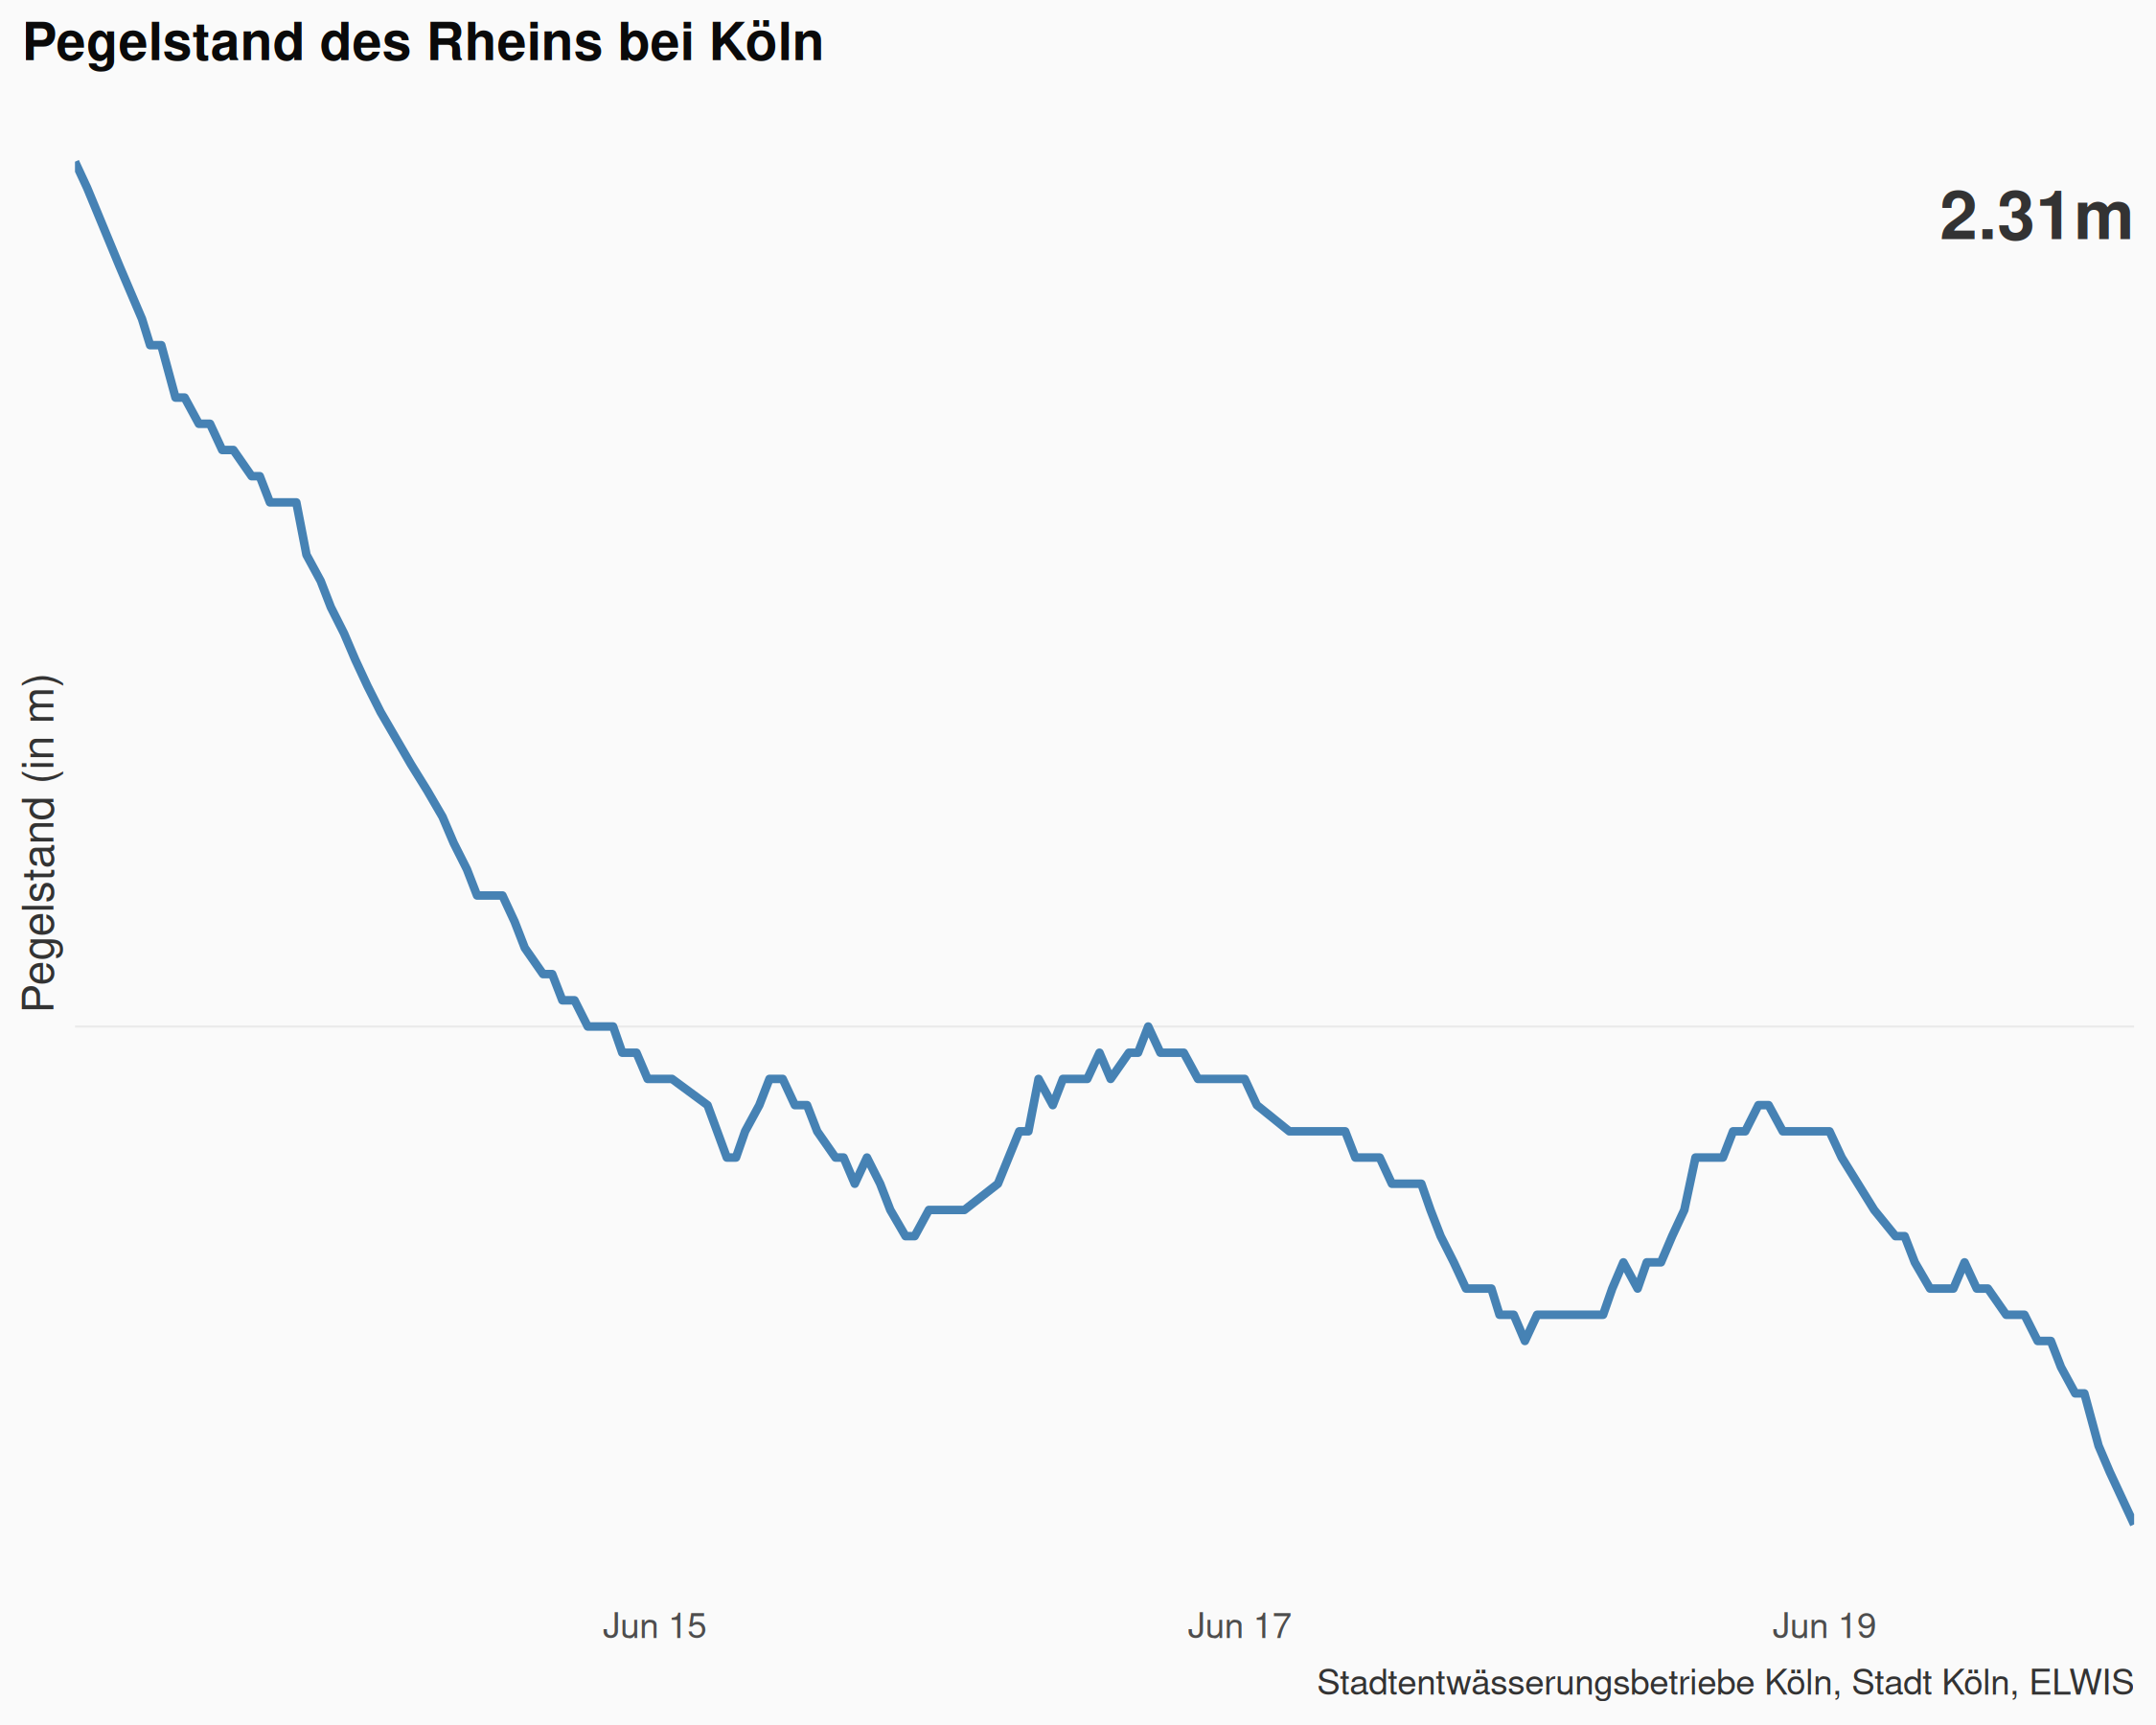 Pegelstand des Rheins bei Köln
2.31m
Pegelstand (in m)
Jun 15
Jun 17
Jun 19
Stadtentwässerungsbetriebe Köln, Stadt Köln, ELWIS